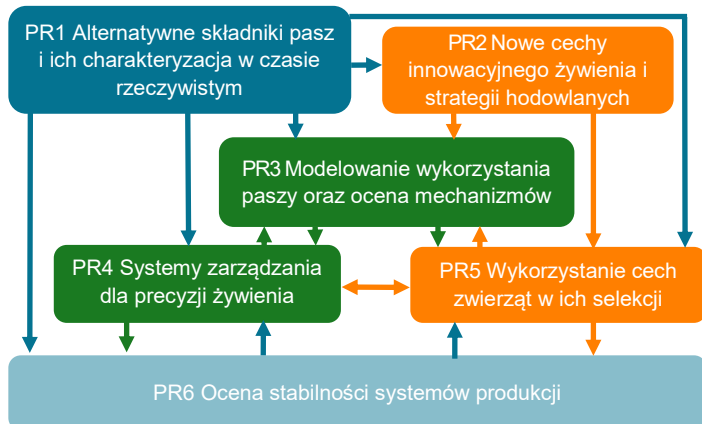 PR1 Alternatywne składniki pasz
i ich charakteryzacja w czasie
rzeczywistym
PR2 Nowe cechy
innowacyjnego żywienia i
strategii hodowlanych
PR3 Modelowanie wykorzystania
paszy oraz ocena mechanizmów
PR4 Systemy zarządzania
dla precyzji żywienia
PR5 Wykorzystanie cech
zwierząt w ich selekcji
PR6 Ocena stabilności systemów produkcji